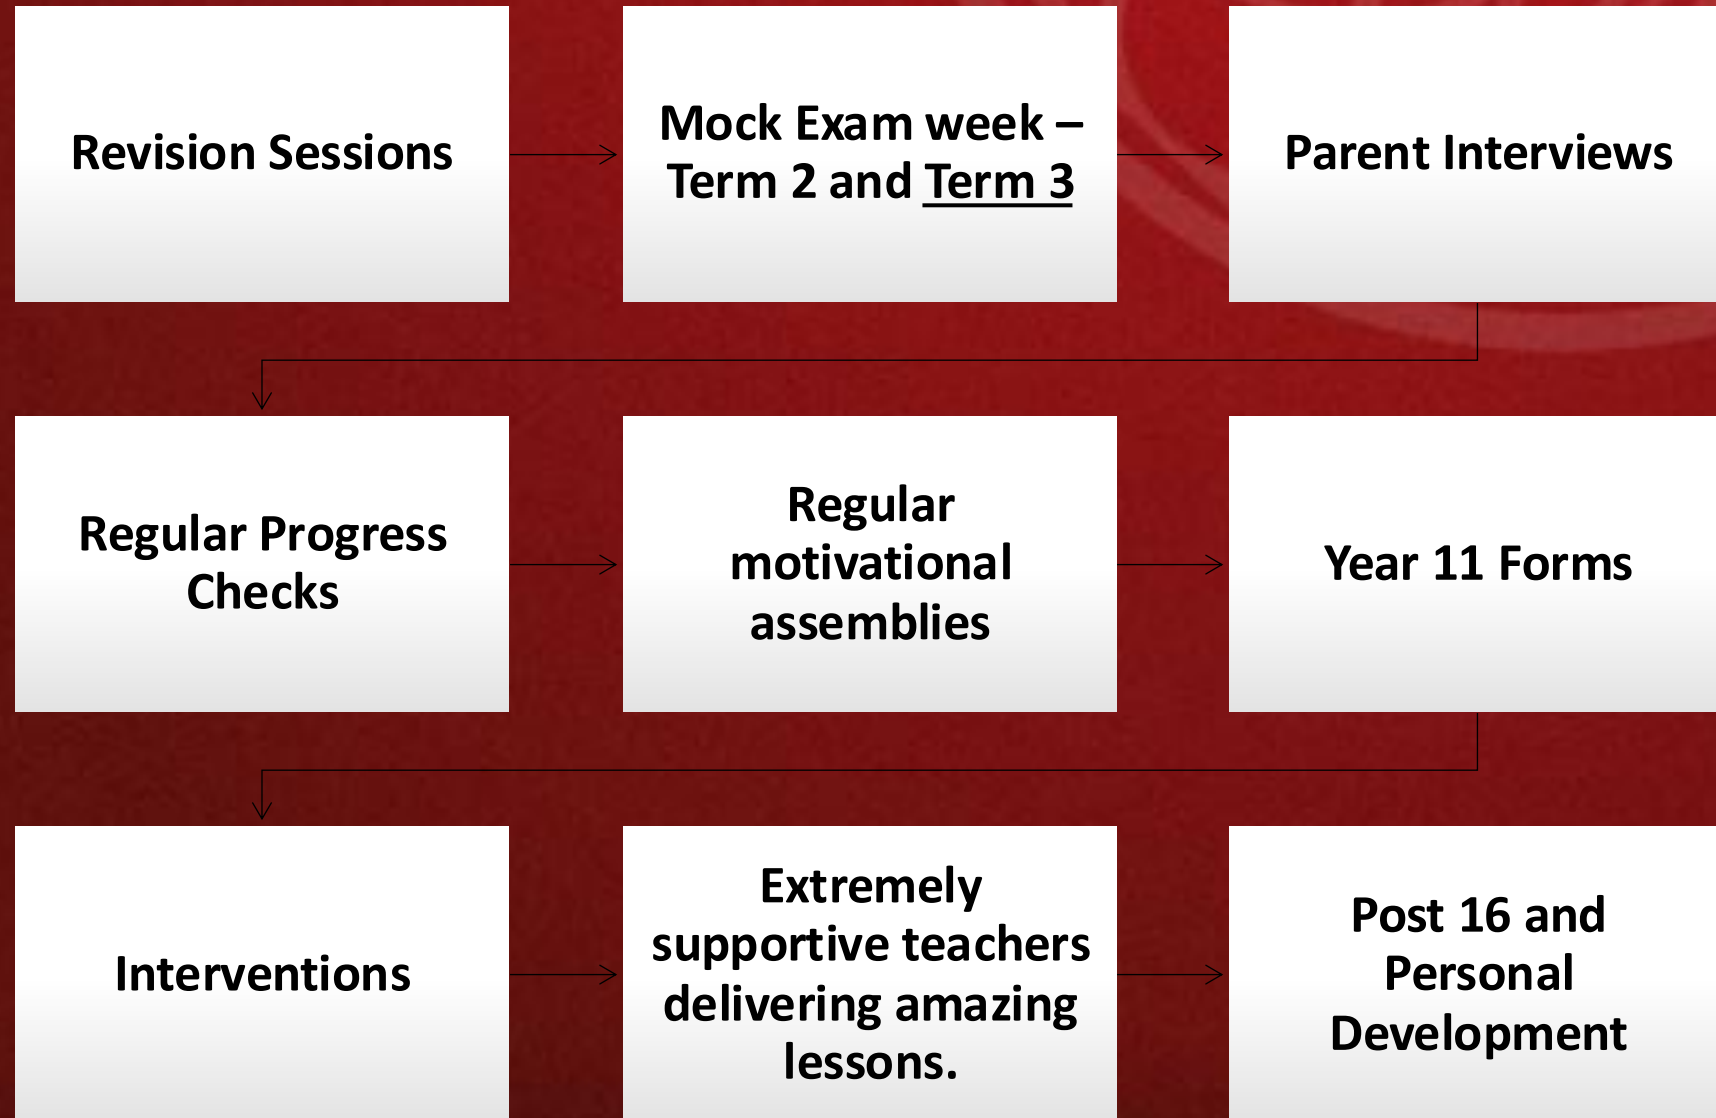 Revision Sessions
Mock Exam week –
Term 2 and Term 3
Parent Interviews
Regular Progress
Checks
Regular
motivational
assemblies
Year 11 Forms
Interventions
Extremely
supportive teachers
delivering amazing
lessons.
Post 16 and
Personal
Development